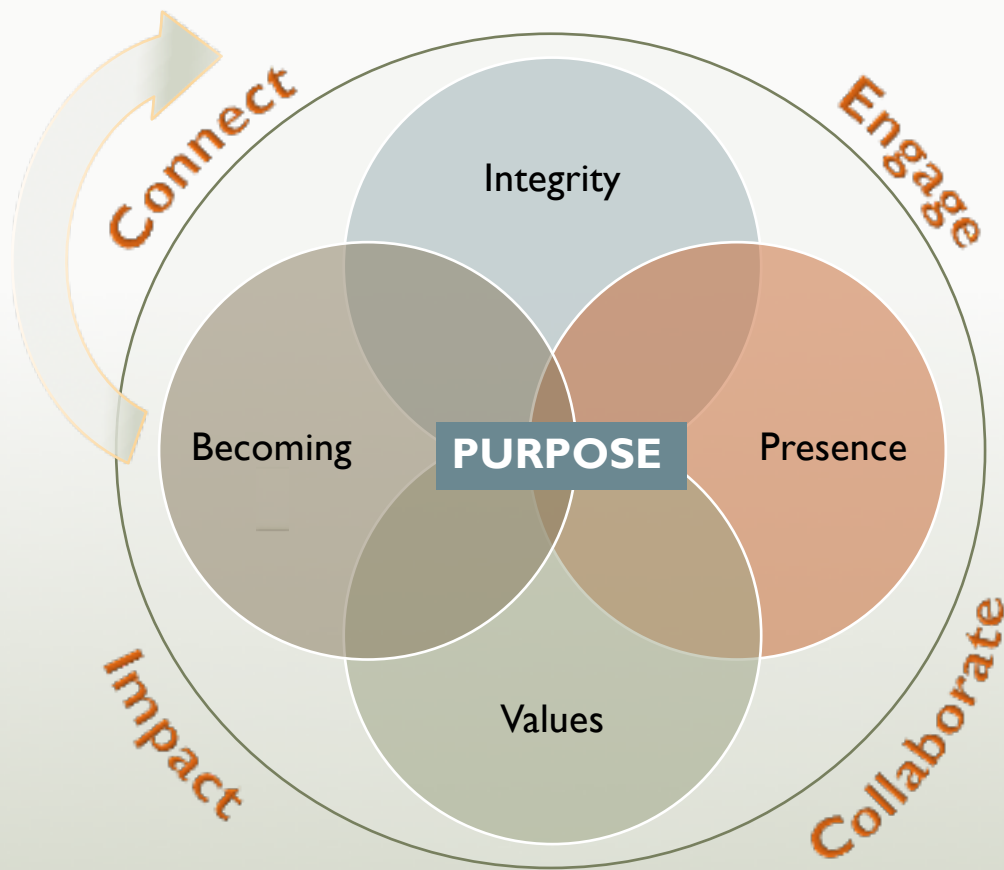 Connect
Engage
Integrity
Becoming
PURPOSE
Presence
Values
Impact
Collaborate